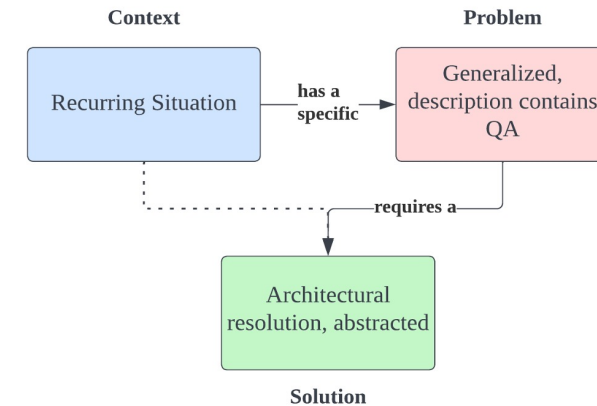 Context
Problem
Recurring Situation
has a
specific
Generalized,
description contains
QA
requires a
Architectural
resolution, abstracted
Solution